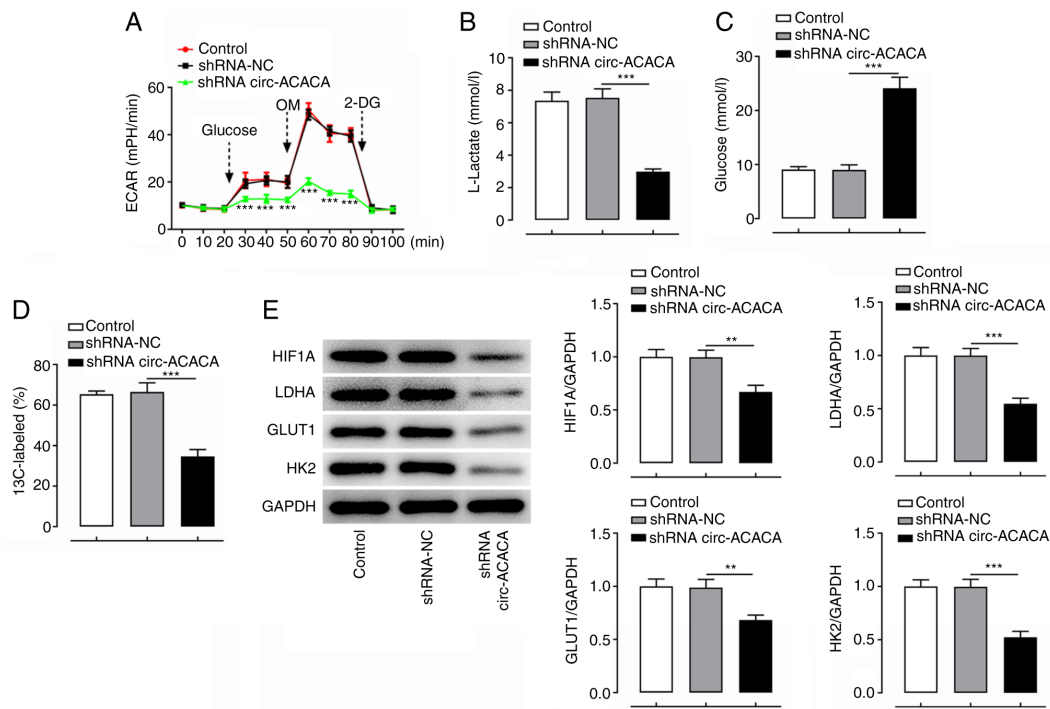 A
Control
shRNA-NC
shRNA circ-ACACA
ECAR (mPH/min)
60
40
20
0
Glucose
OM
2-DG
*** *** *** *** *** ***
0 10 20 30 40 50 60 70 80 90 100 (min)
B
Control
shRNA-NC
shRNA circ-ACACA
L-Lactate (mmol/l)
10
8
6
4
2
0
***
C
Control
shRNA-NC
shRNA circ-ACACA
Glucose (mmol/l)
30
20
10
0
***
D
Control
shRNA-NC
shRNA circ-ACACA
13C-labeled (%)
80
60
40
20
0
***
E
HIF1A
LDHA
GLUT1
HK2
GAPDH
Control
shRNA-NC
shRNA
circ-ACACA
Control
shRNA-NC
shRNA circ-ACACA
HIF1A/GAPDH
1.5
1.0
0.5
0.0
**
Control
shRNA-NC
shRNA circ-ACACA
LDHA/GAPDH
1.5
1.0
0.5
0.0
***
Control
shRNA-NC
shRNA circ-ACACA
GLUT1/GAPDH
1.5
1.0
0.5
0.0
**
Control
shRNA-NC
shRNA circ-ACACA
HK2/GAPDH
1.5
1.0
0.5
0.0
***